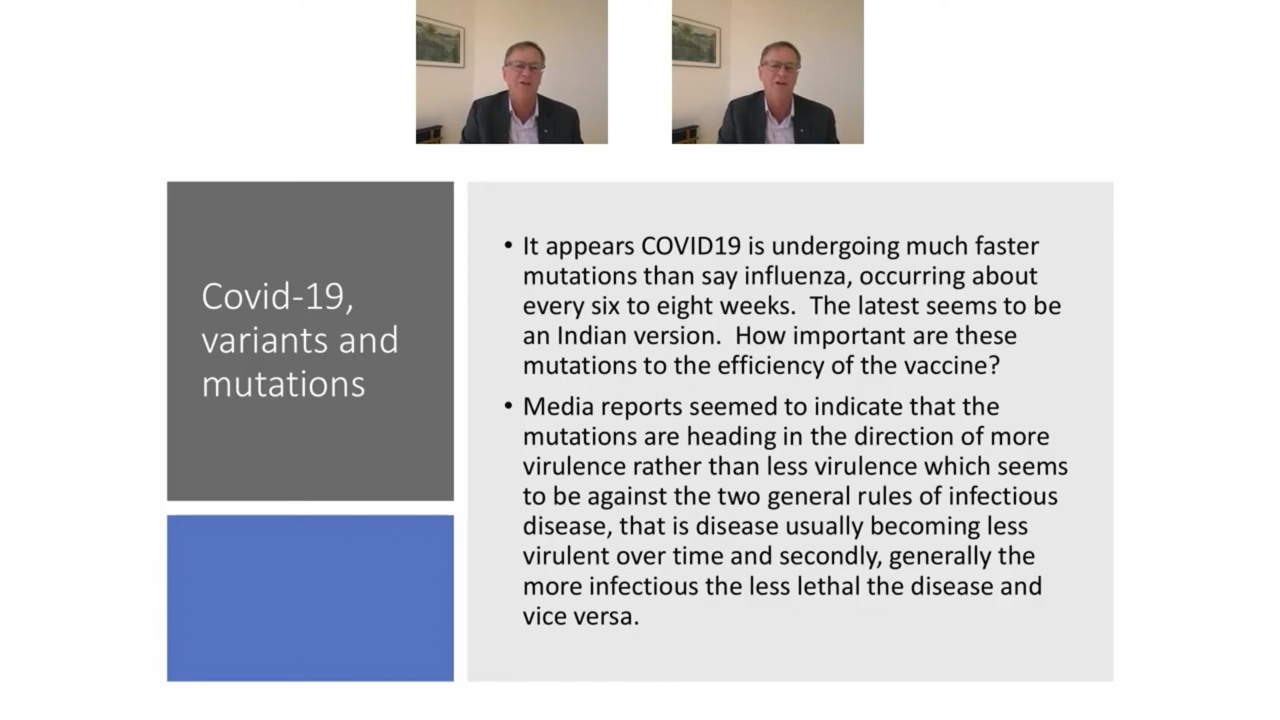 Covid-19,
variants and
mutations
• It appears COVID19 is undergoing much faster
mutations than say influenza, occurring about
every six to eight weeks.  The latest seems to be
an Indian version.  How important are these
mutations to the efficiency of the vaccine?
• Media reports seemed to indicate that the
mutations are heading in the direction of more
virulence rather than less virulence which seems
to be against the two general rules of infectious
disease, that is disease usually becoming less
virulent over time and secondly, generally the
more infectious the less lethal the disease and
vice versa.